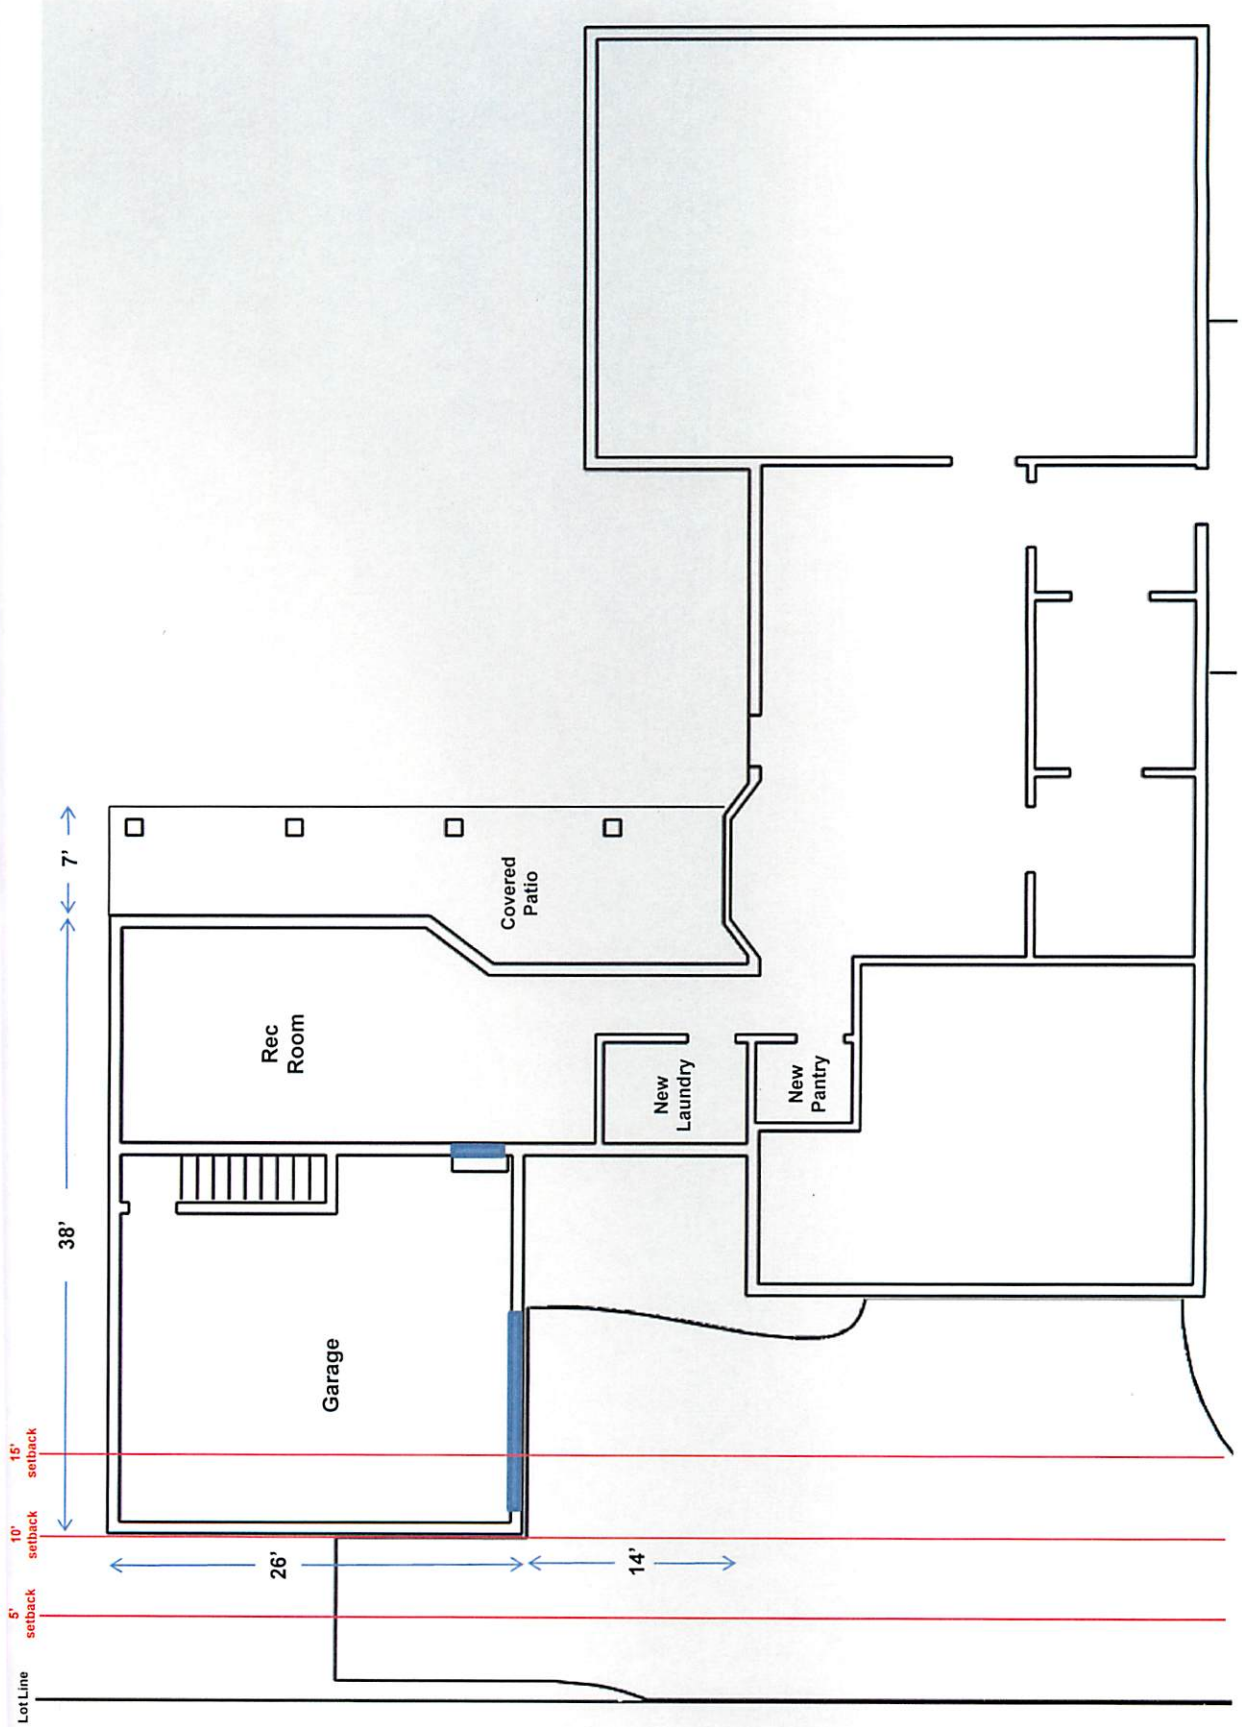 Lot Line
5'
setback
10'
setback
15'
setback
38'
7'
26'
14'
Garage
Rec
Room
Covered
Patio
New
Laundry
New
Pantry